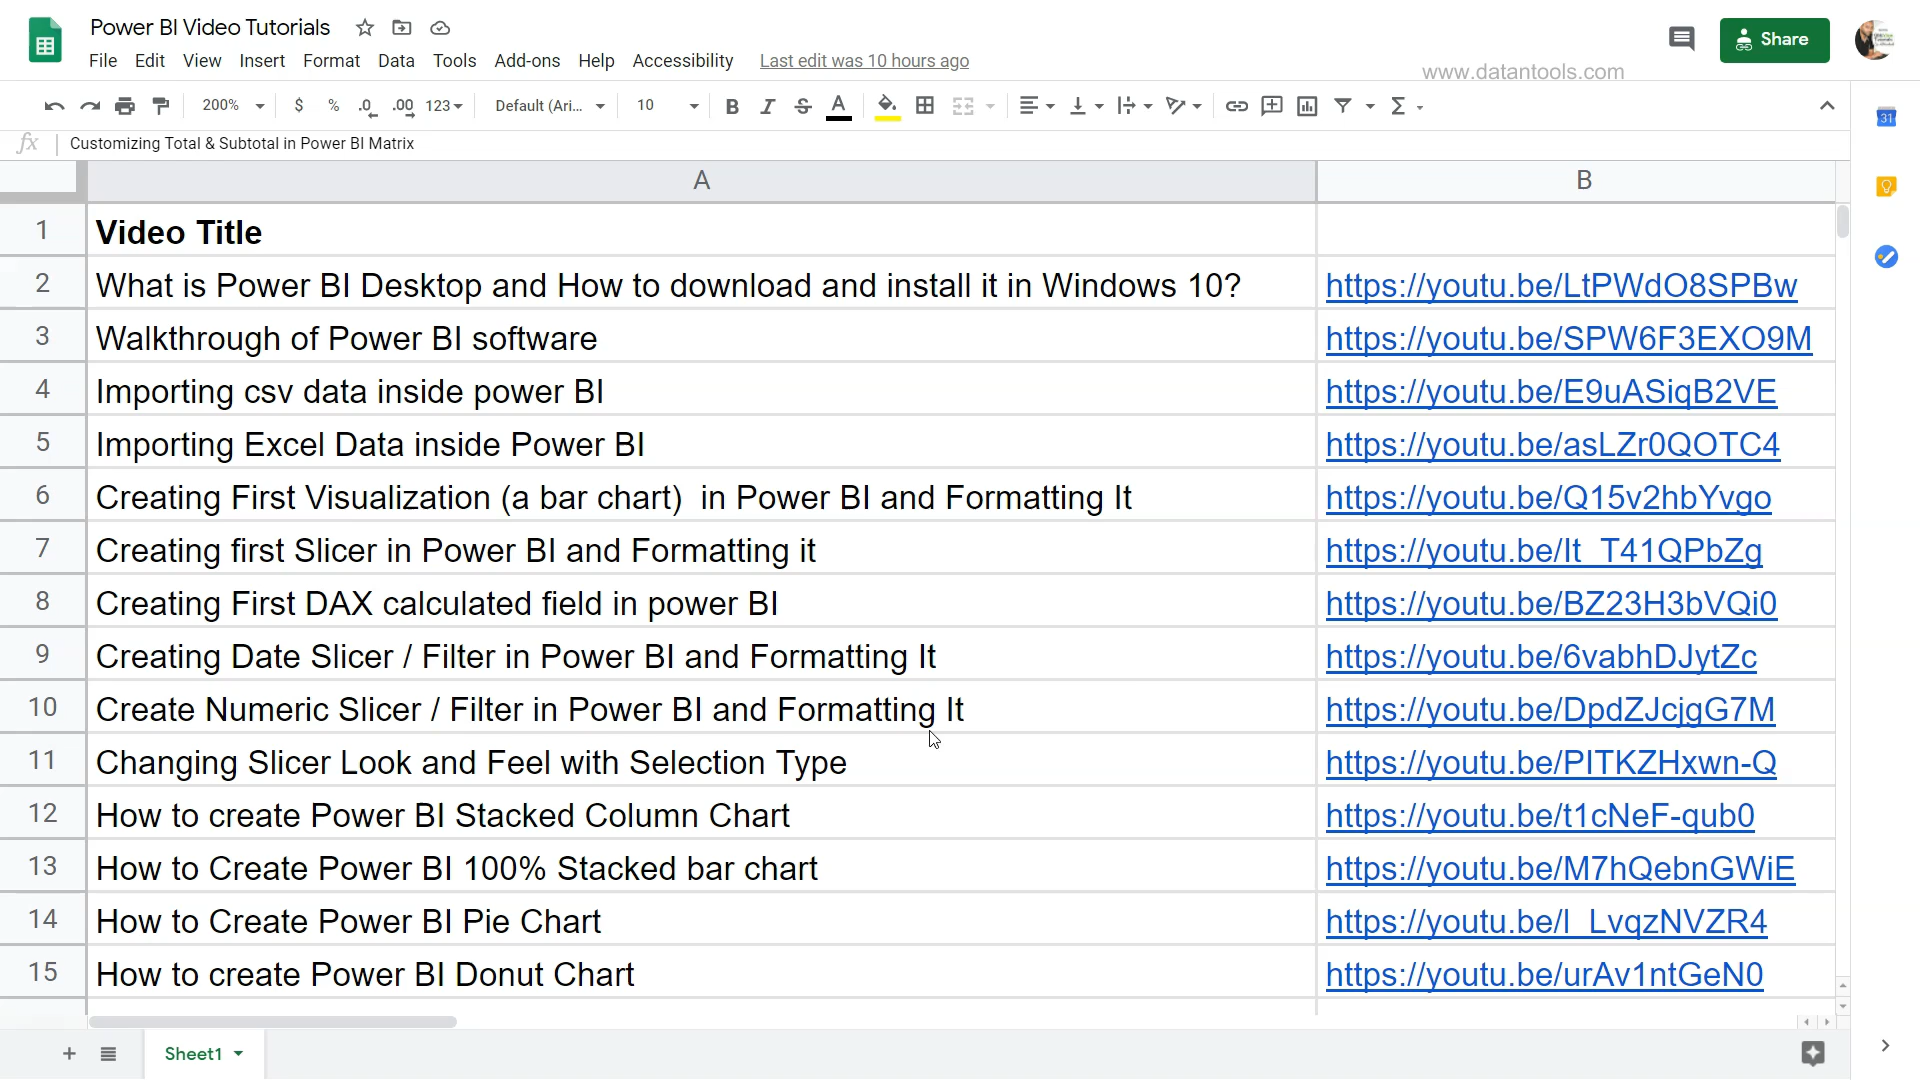 Power BI Video Tutorials
File Edit View Insert Format Data Tools Add-ons Help Accessibility Last edit was 10 hours ago
Share
www.datantools.com
200% $ % .0 .00 123 Default (Ari... 10 B I S A Σ
31
fx Customizing Total & Subtotal in Power BI Matrix
A B
1 Video Title
2 What is Power BI Desktop and How to download and install it in Windows 10? https://youtu.be/LtPWdO8SPBw
3 Walkthrough of Power BI software https://youtu.be/SPW6F3EXO9M
4 Importing csv data inside power BI https://youtu.be/E9uASiqB2VE
5 Importing Excel Data inside Power BI https://youtu.be/asLZr0QOTC4
6 Creating First Visualization (a bar chart)  in Power BI and Formatting It https://youtu.be/Q15v2hbYvgo
7 Creating first Slicer in Power BI and Formatting it https://youtu.be/It_T41QPbZg
8 Creating First DAX calculated field in power BI https://youtu.be/BZ23H3bVQi0
9 Creating Date Slicer / Filter in Power BI and Formatting It https://youtu.be/6vabhDJytZc
10 Create Numeric Slicer / Filter in Power BI and Formatting It https://youtu.be/DpdZJcjgG7M
11 Changing Slicer Look and Feel with Selection Type https://youtu.be/PITKZHxwn-Q
12 How to create Power BI Stacked Column Chart https://youtu.be/t1cNeF-qub0
13 How to Create Power BI 100% Stacked bar chart https://youtu.be/M7hQebnGWiE
14 How to Create Power BI Pie Chart https://youtu.be/I_LvqzNVZR4
15 How to create Power BI Donut Chart https://youtu.be/urAv1ntGeN0
Sheet1